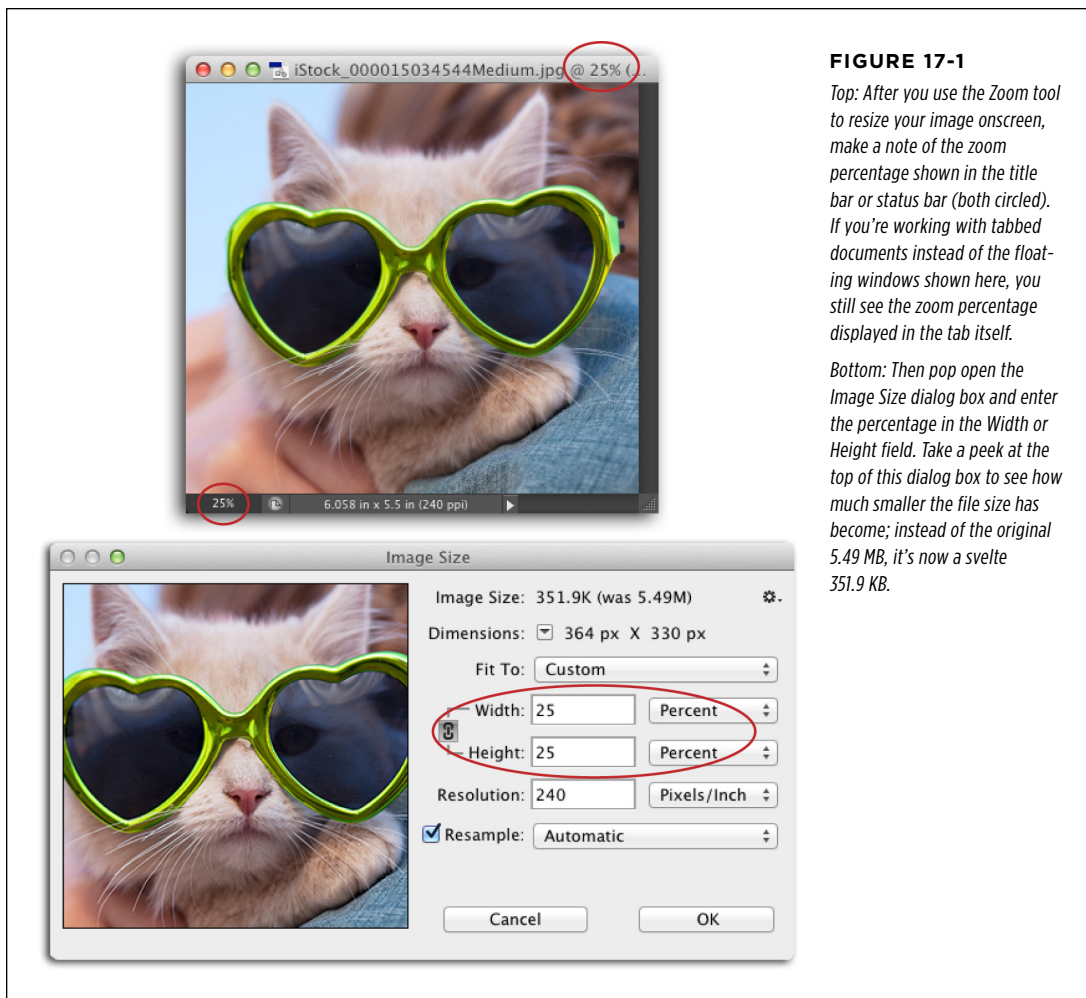 iStock_000015034544Medium.jpg @ 25% (...
25%
6.058 in x 5.5 in (240 ppi)
FIGURE 17-1
Top: After you use the Zoom tool
to resize your image onscreen,
make a note of the zoom
percentage shown in the title
bar or status bar (both circled).
If you're working with tabbed
documents instead of the float-
ing windows shown here, you
still see the zoom percentage
displayed in the tab itself.
Bottom: Then pop open the
Image Size dialog box and enter
the percentage in the Width or
Height field. Take a peek at the
top of this dialog box to see how
much smaller the file size has
become; instead of the original
5.49 MB, it's now a svelte
351.9 KB.
Image Size
Image Size: 351.9K (was 5.49M)
Dimensions: 364 px X 330 px
Fit To: Custom
Width: 25 Percent
Height: 25 Percent
Resolution: 240 Pixels/Inch
Resample: Automatic
Cancel OK